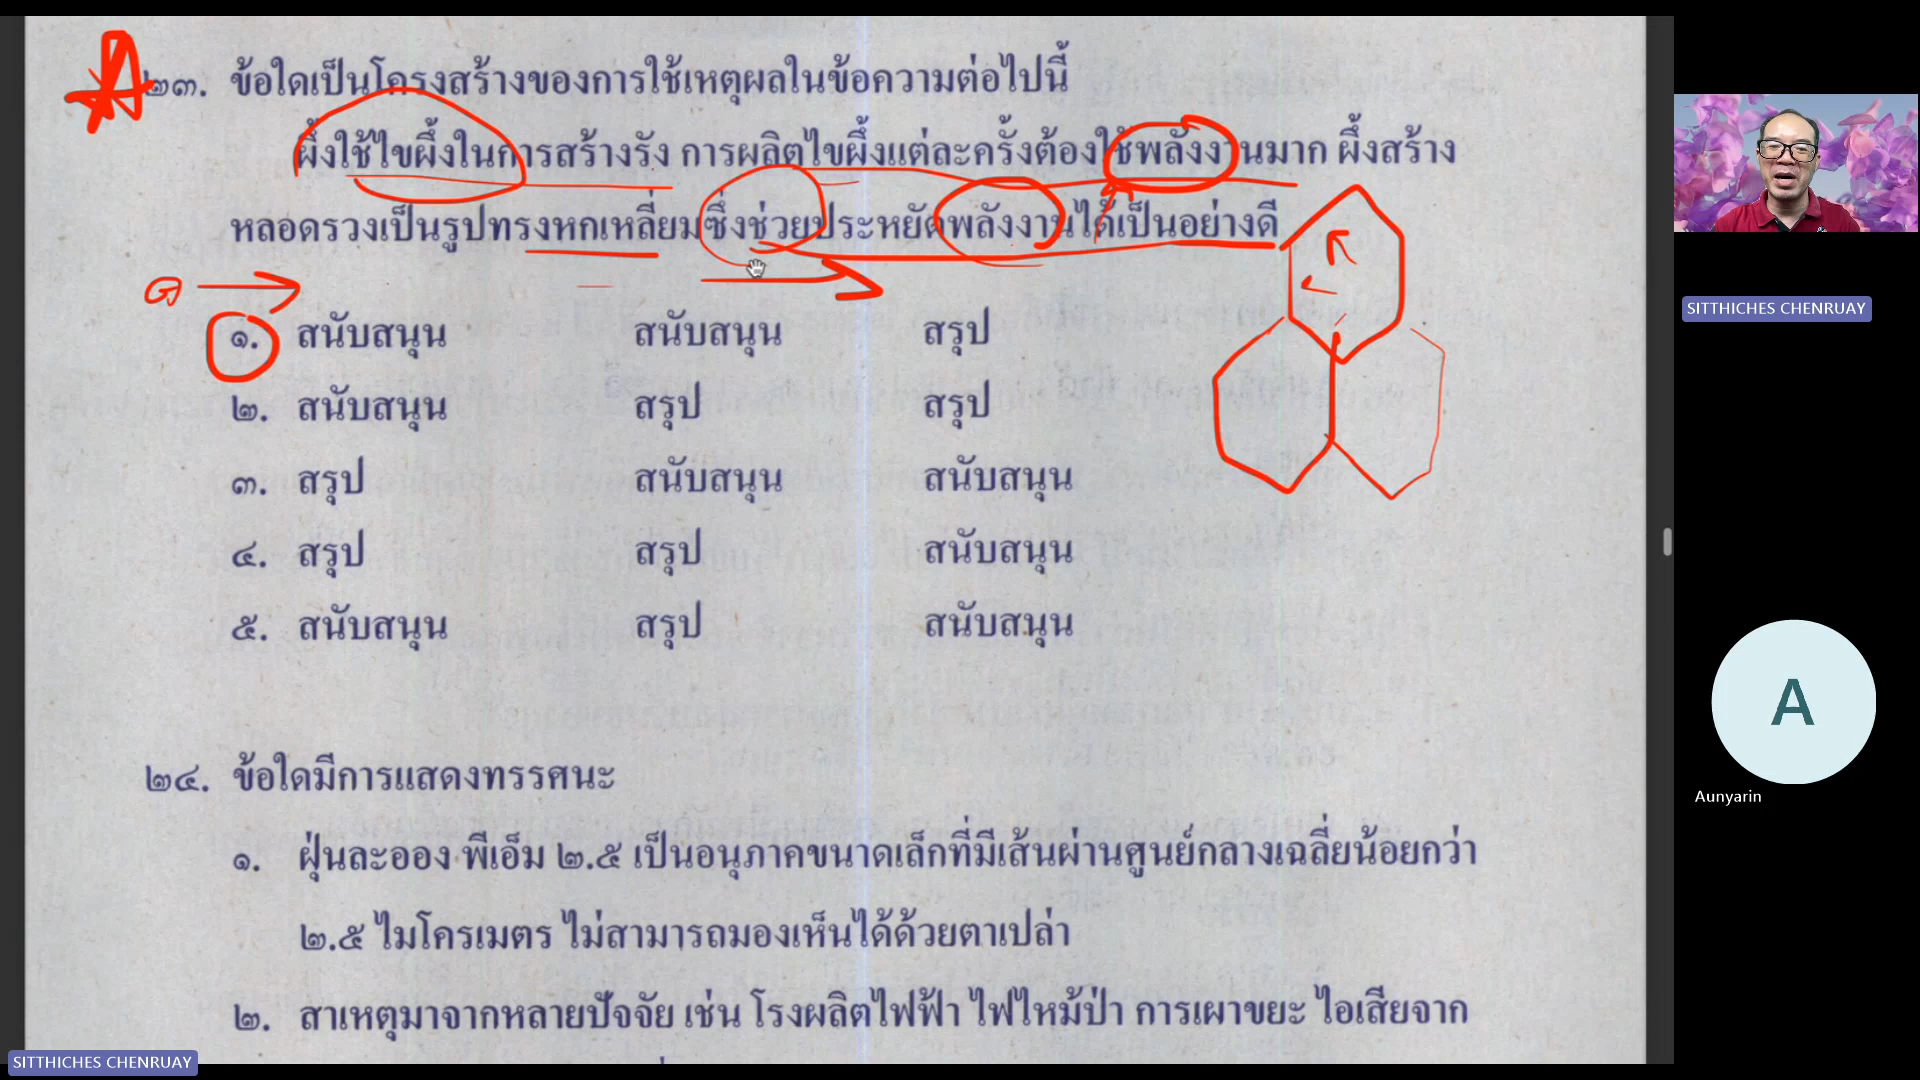 ๒๓. ข้อใดเป็นโครงสร้างของการใช้เหตุผลในข้อความต่อไปนี้
ผึ้งใช้ไขผึ้งในการสร้างรัง การผลิตไขผึ้งแต่ละครั้งต้องใช้พลังงานมาก ผึ้งสร้าง
หลอดรวงเป็นรูปทรงหกเหลี่ยมซึ่งช่วยประหยัดพลังงานได้เป็นอย่างดี
๑. สนับสนุน สนับสนุน สรุป
๒. สนับสนุน สรุป สรุป
๓. สรุป สนับสนุน สนับสนุน
๔. สรุป สรุป สนับสนุน
๕. สนับสนุน สรุป สนับสนุน
๒๔. ข้อใดมีการแสดงทรรศนะ
๑. ฝุ่นละออง พีเอ็ม ๒.๕ เป็นอนุภาคขนาดเล็กที่มีเส้นผ่านศูนย์กลางเฉลี่ยน้อยกว่า
๒.๕ ไมโครเมตร ไม่สามารถมองเห็นได้ด้วยตาเปล่า
๒. สาเหตุมาจากหลายปัจจัย เช่น โรงผลิตไฟฟ้า ไฟไหม้ป่า การเผาขยะ ไอเสียจาก
SITTHICHES CHENRUAY
SITTHICHES CHENRUAY
A
Aunyarin